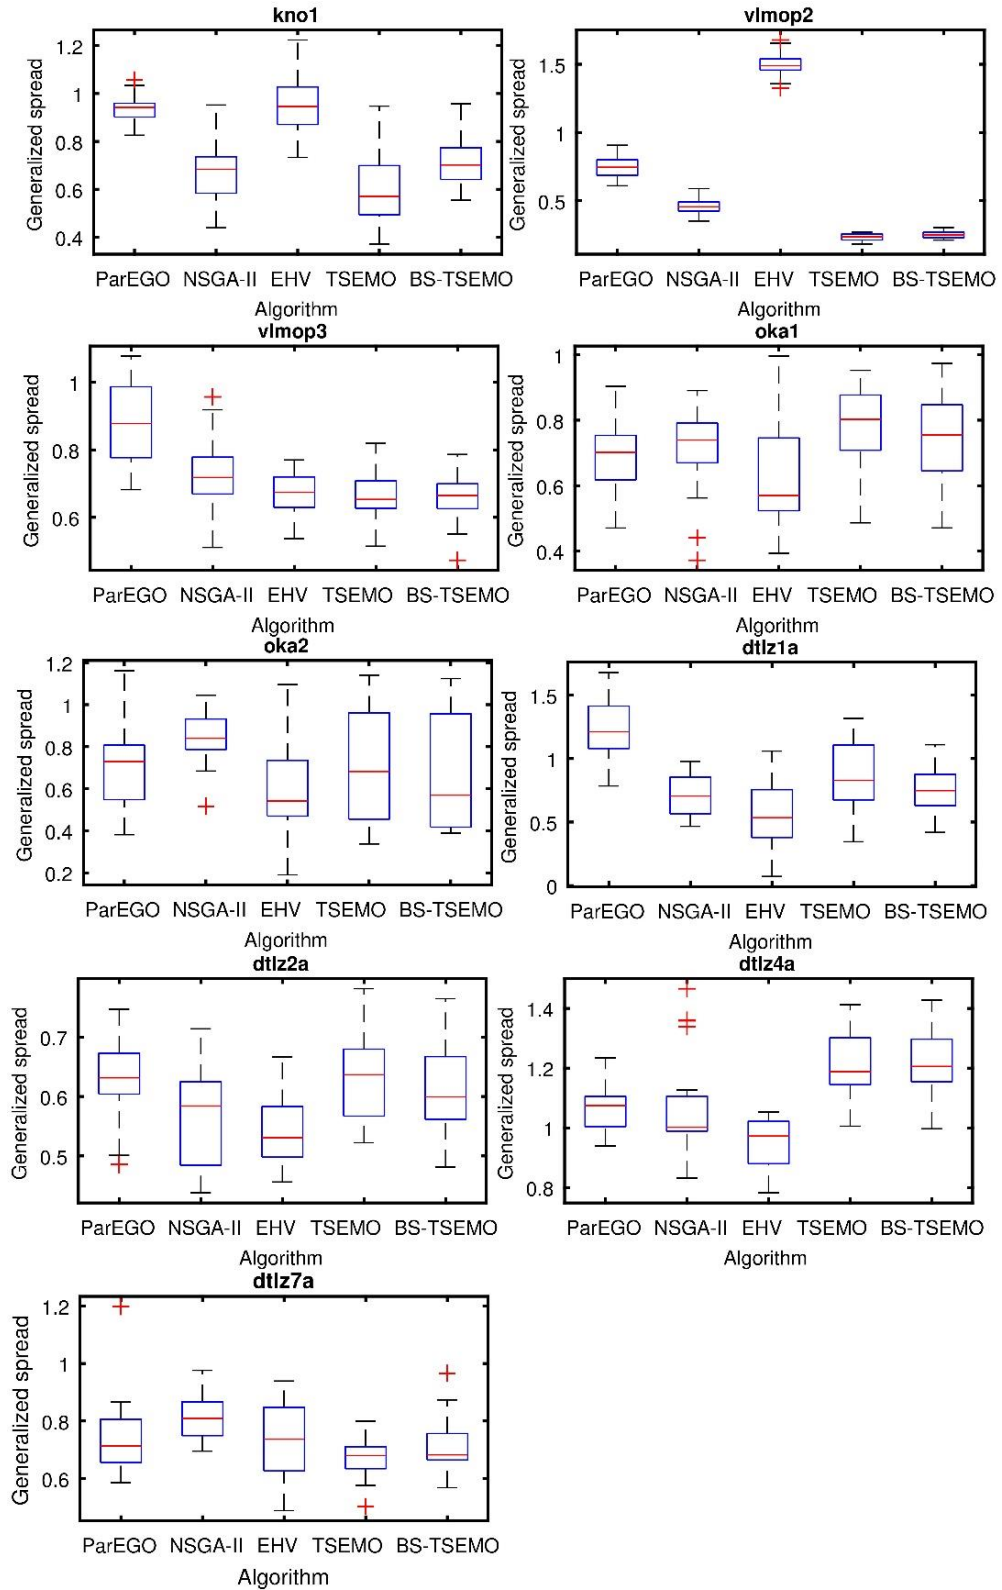 kno1
Generalized spread
1.2
1
0.8
0.6
0.4
ParEGO NSGA-II EHV TSEMO BS-TSEMO
Algorithm
vlmop2
Generalized spread
1.5
1
0.5
ParEGO NSGA-II EHV TSEMO BS-TSEMO
Algorithm
vlmop3
Generalized spread
1
0.8
0.6
ParEGO NSGA-II EHV TSEMO BS-TSEMO
Algorithm
oka1
Generalized spread
1
0.8
0.6
0.4
ParEGO NSGA-II EHV TSEMO BS-TSEMO
Algorithm
oka2
Generalized spread
1.2
1
0.8
0.6
0.4
0.2
ParEGO NSGA-II EHV TSEMO BS-TSEMO
Algorithm
dtlz1a
Generalized spread
1.5
1
0.5
0
ParEGO NSGA-II EHV TSEMO BS-TSEMO
Algorithm
dtlz2a
Generalized spread
0.7
0.6
0.5
ParEGO NSGA-II EHV TSEMO BS-TSEMO
Algorithm
dtlz4a
Generalized spread
1.4
1.2
1
0.8
ParEGO NSGA-II EHV TSEMO BS-TSEMO
Algorithm
dtlz7a
Generalized spread
1.2
1
0.8
0.6
ParEGO NSGA-II EHV TSEMO BS-TSEMO
Algorithm